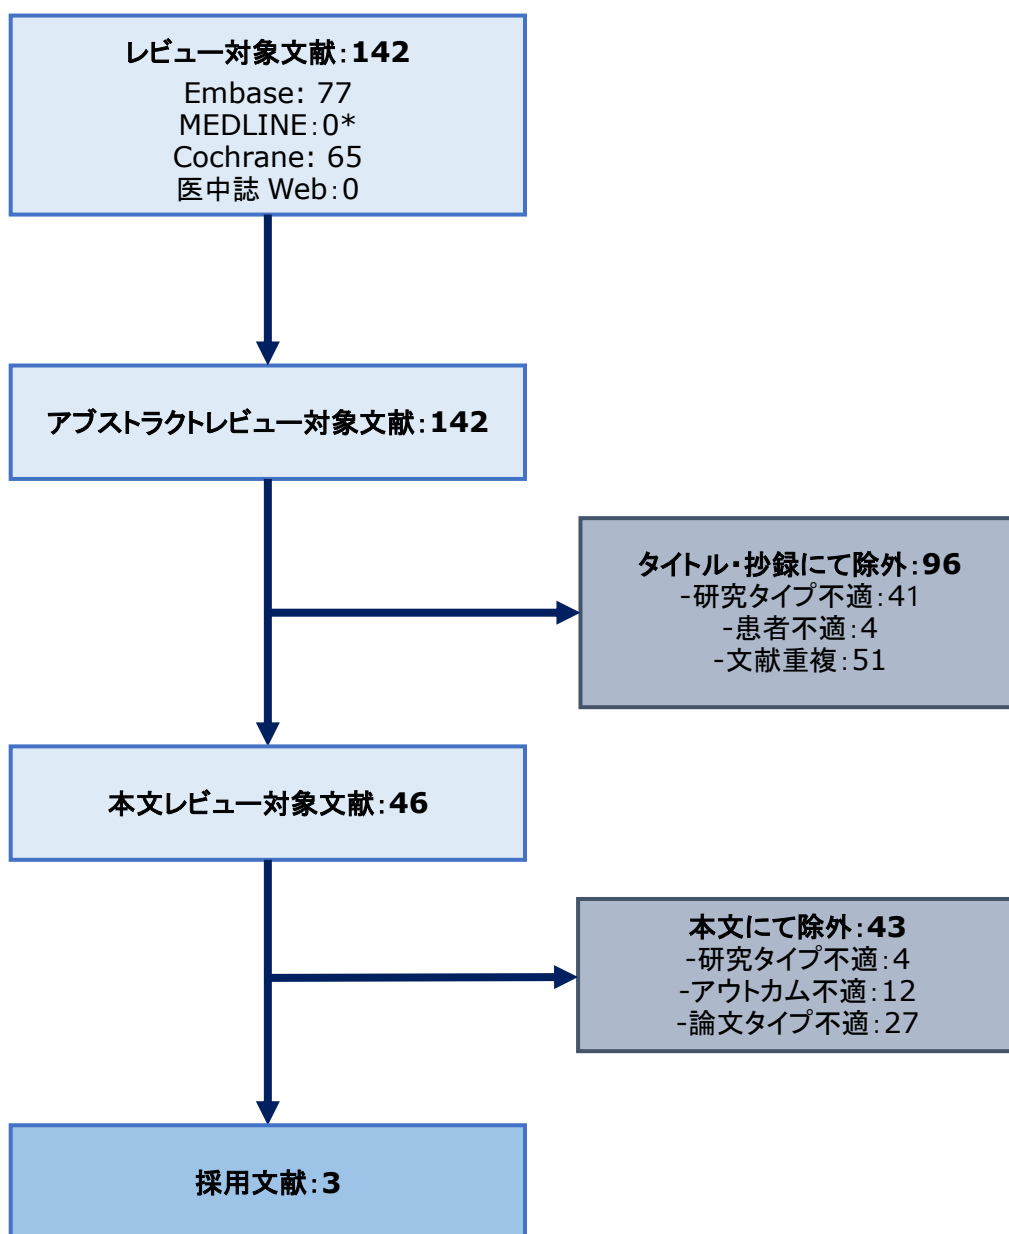 レビュー対象文献：142
Embase: 77
MEDLINE：0*
Cochrane: 65
医中誌 Web：0
アブストラクトレビュー対象文献：142
タイトル・抄録にて除外：96
-研究タイプ不適：41
-患者不適：4
-文献重複：51
本文レビュー対象文献：46
本文にて除外：43
-研究タイプ不適：4
-アウトカム不適：12
-論文タイプ不適：27
採用文献：3